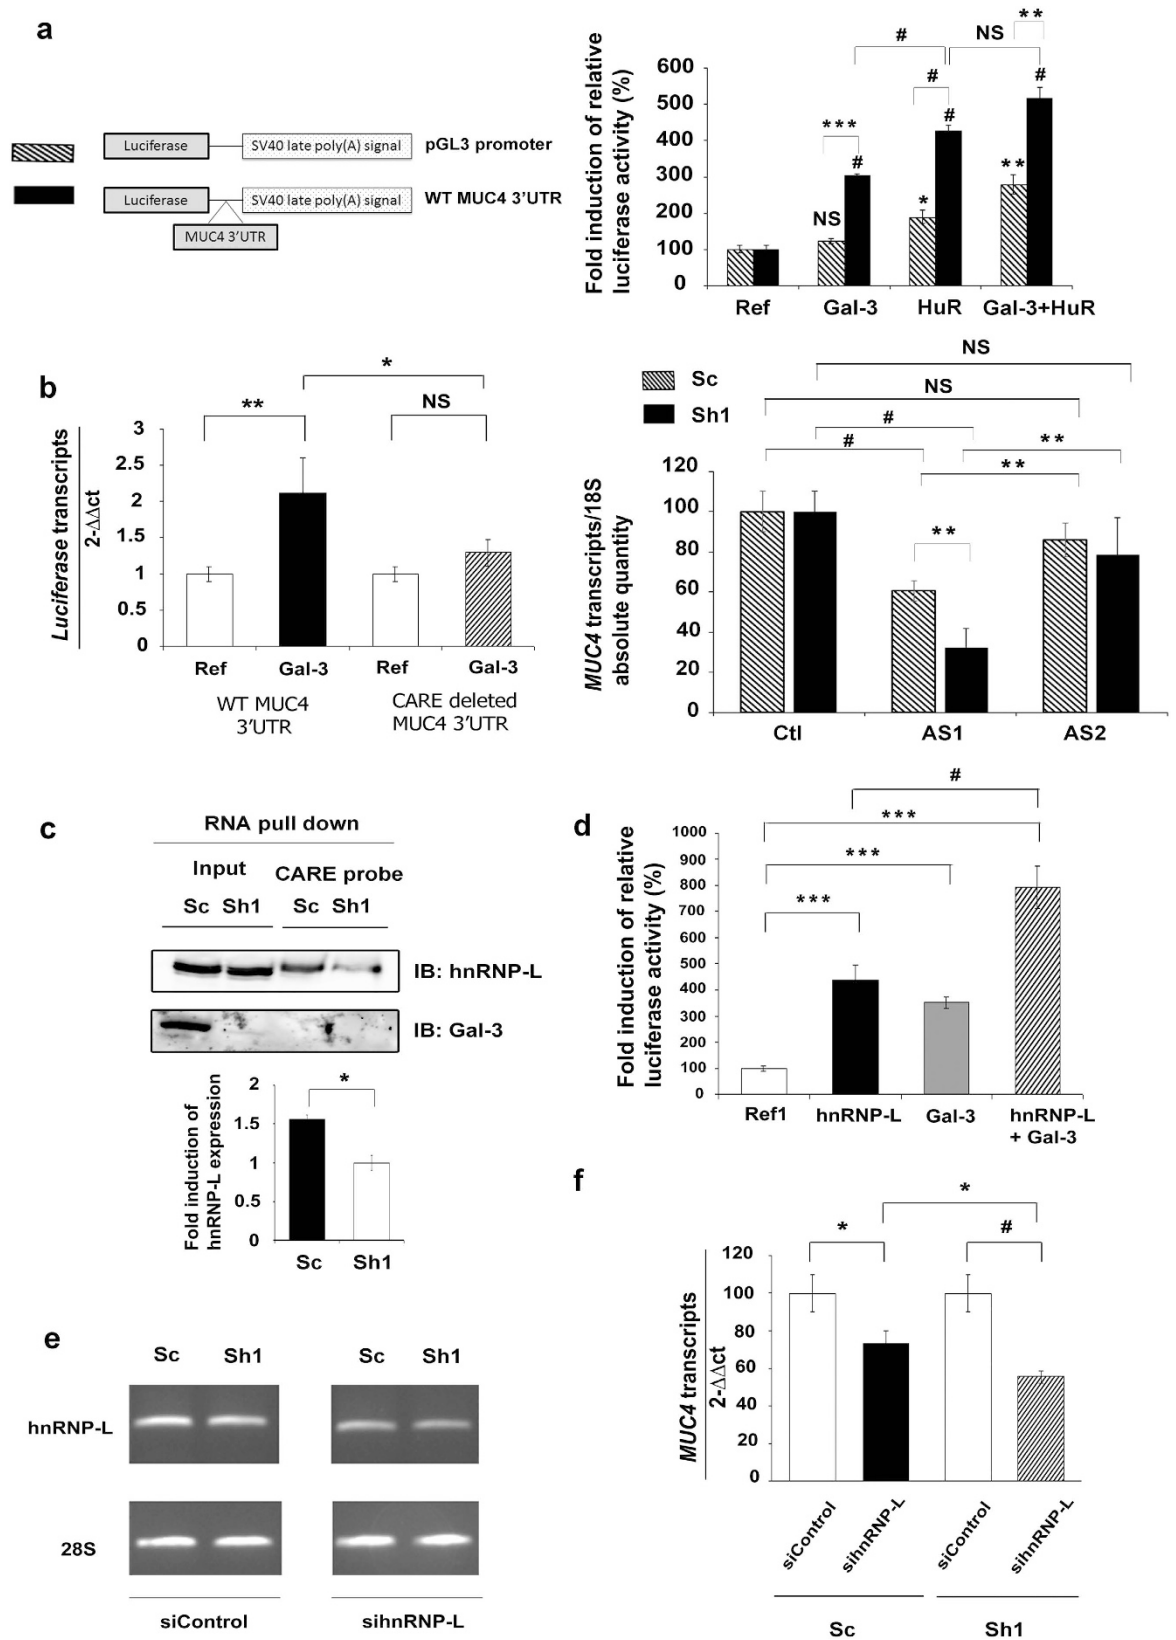 a
Luciferase
SV40 late poly(A) signal
pGL3 promoter
Luciferase
SV40 late poly(A) signal
WT MUC4 3'UTR
MUC4 3'UTR
Fold induction of relative
luciferase activity (%)
600
500
400
300
200
100
0
NS
***
#
#
*
#
#
NS
**
**
#
Ref
Gal-3
HuR
Gal-3+HuR
b
Luciferase transcripts
2-ΔΔct
3
2.5
2
1.5
1
0.5
0
**
*
NS
Ref
Gal-3
Ref
Gal-3
WT MUC4
3'UTR
CARE deleted
MUC4 3'UTR
Sc
Sh1
NS
NS
#
#
**
**
**
MUC4 transcripts/18S
absolute quantity
120
100
80
60
40
20
0
Ctl
AS1
AS2
c
RNA pull down
Input
CARE probe
Sc Sh1
Sc Sh1
IB: hnRNP-L
IB: Gal-3
Fold induction of
hnRNP-L expression
2
1.5
1
0.5
0
*
Sc
Sh1
d
Fold induction of relative
luciferase activity (%)
1000
900
800
700
600
500
400
300
200
100
0
#
***
***
***
Ref1
hnRNP-L
Gal-3
hnRNP-L
+ Gal-3
e
Sc
Sh1
Sc
Sh1
hnRNP-L
28S
siControl
sihnRNP-L
f
MUC4 transcripts
2-ΔΔct
120
100
80
60
40
20
0
*
*
#
siControl
sihnRNP-L
siControl
sihnRNP-L
Sc
Sh1